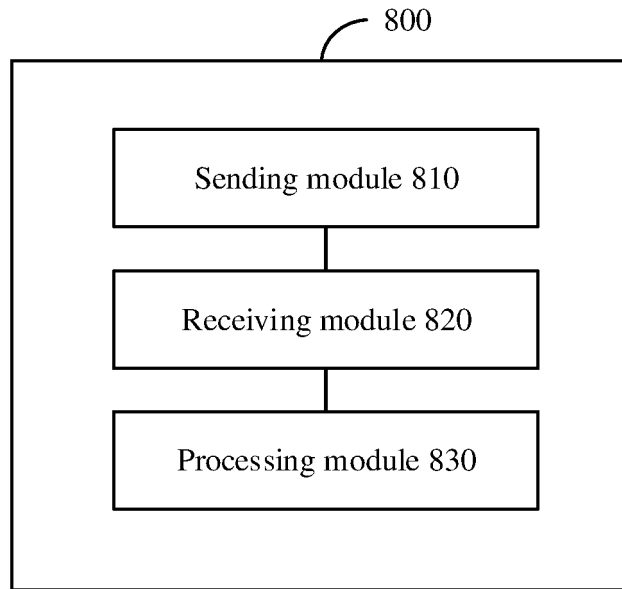 800
Sending module 810
Receiving module 820
Processing module 830